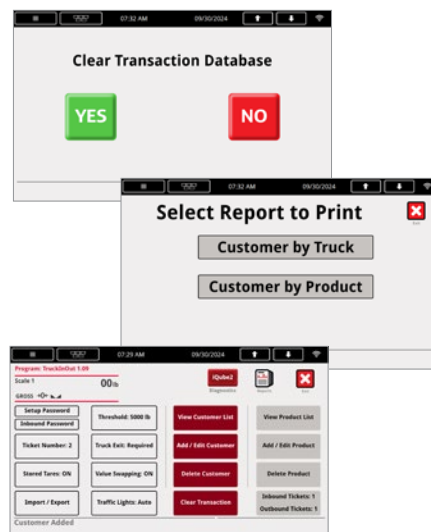 07:32 AM 09/30/2024
Clear Transaction Database
YES NO
07:32 AM 09/30/2024
Select Report to Print
Exit
Customer by Truck
Customer by Product
07:29 AM 09/30/2024
Program: TruckInOut 1.09
Scale 1
00 lb
GROSS
iQube2
Diagnostics Reports Exit
Setup Password
Inbound Password
Threshold: 5000 lb
View Customer List
View Product List
Ticket Number: 2
Truck Exit: Required
Add / Edit Customer
Add / Edit Product
Stored Tares: ON
Value Swapping: ON
Delete Customer
Delete Product
Import / Export
Traffic Lights: Auto
Clear Transaction
Inbound Tickets: 1
Outbound Tickets: 1
Customer Added